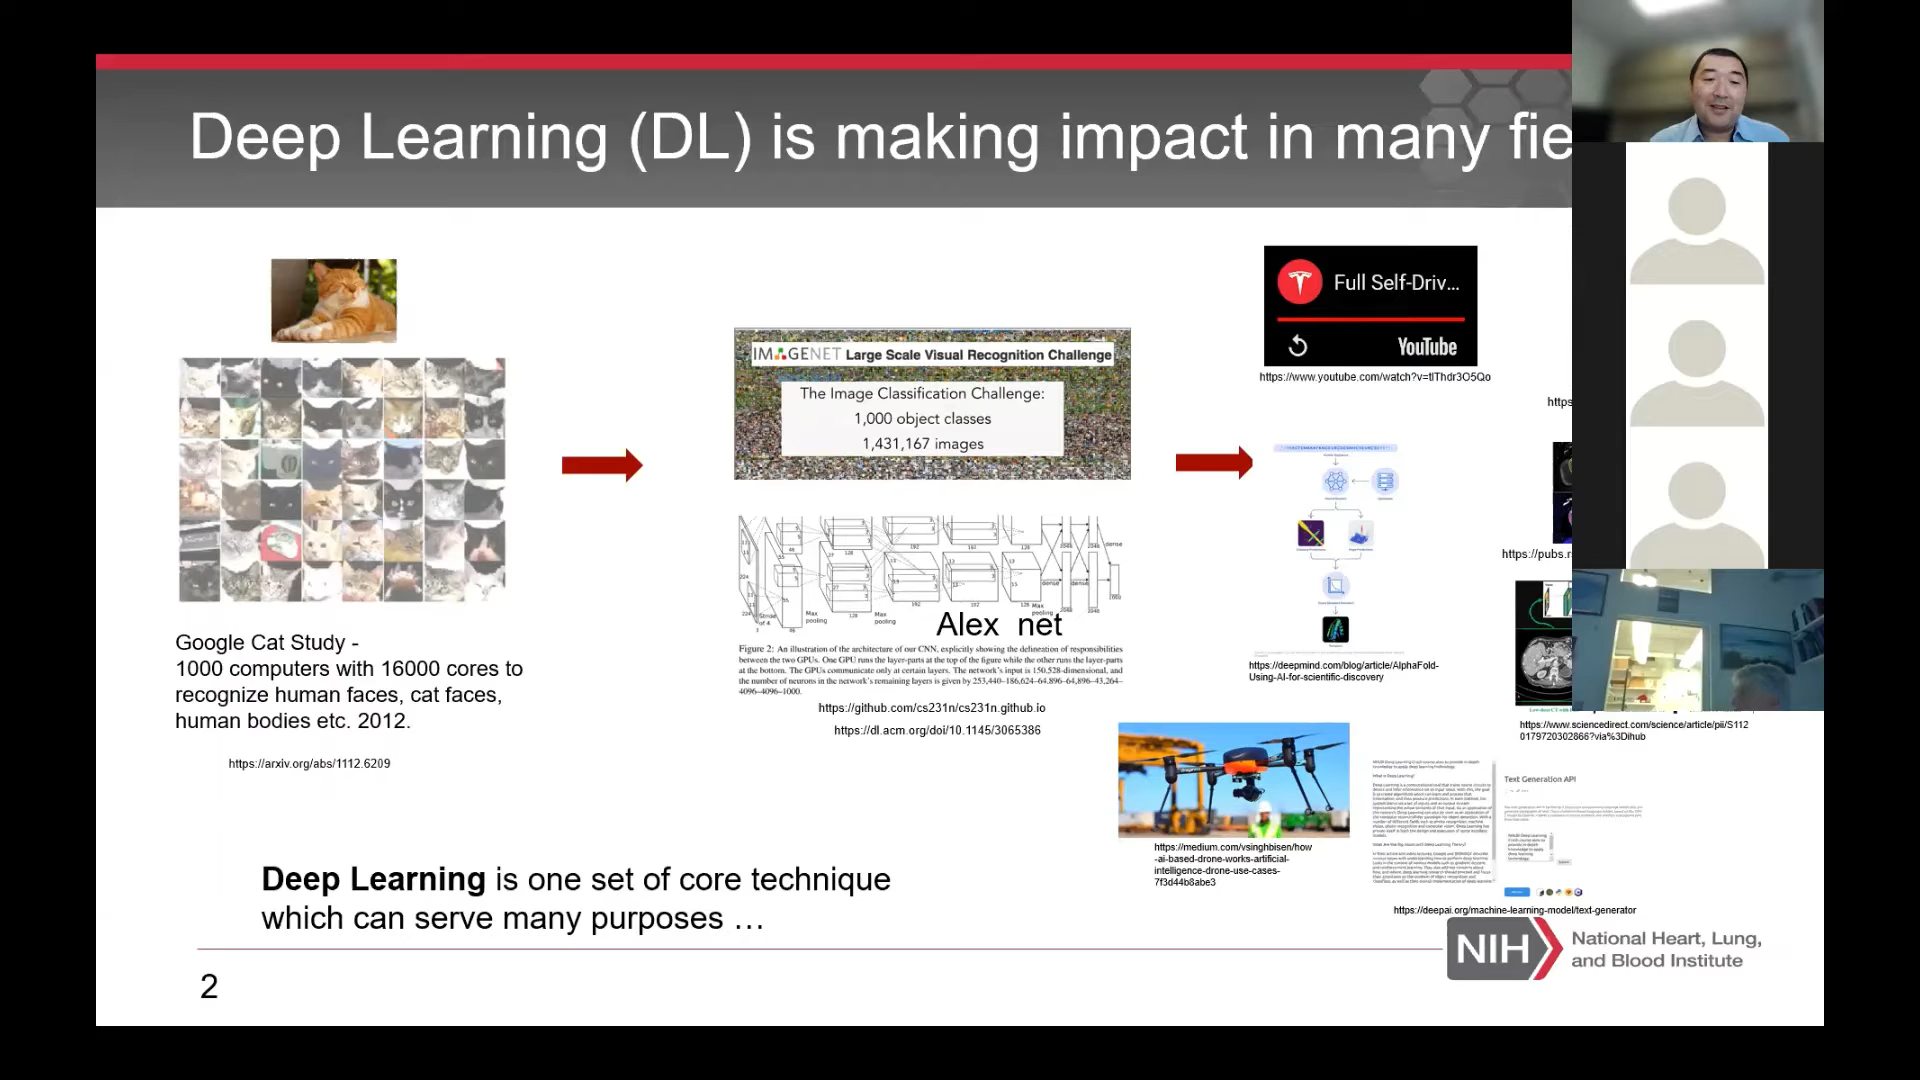 Deep Learning (DL) is making impact in many fie
Full Self-Driv...
YouTube
https://www.youtube.com/watch?v=tlThdr3O5Qo
https
IMAGENET Large Scale Visual Recognition Challenge
The Image Classification Challenge:
1,000 object classes
1,431,167 images
https://pubs.r
Alex net
Figure 2: An illustration of the architecture of our CNN, explicitly showing the delineation of responsibilities
between the two GPUs. One GPU runs the layer-parts at the top of the figure while the other runs the layer-parts
at the bottom. The GPUs communicate only at certain layers. The network's input is 150,528-dimensional, and
the number of neurons in the network's remaining layers is given by 253,440–186,624–64,896–64,896–43,264–
4096–4096–1000.
https://github.com/cs231n/cs231n.github.io
https://dl.acm.org/doi/10.1145/3065386
Google Cat Study -
1000 computers with 16000 cores to
recognize human faces, cat faces,
human bodies etc. 2012.
https://arxiv.org/abs/1112.6209
https://deepmind.com/blog/article/AlphaFold-
Using-AI-for-scientific-discovery
https://www.sciencedirect.com/science/article/pii/S112
0179720302866?via%3Dihub
https://medium.com/vsinghbisen/how
-ai-based-drone-works-artificial-
intelligence-drone-use-cases-
7f3d44b8abe3
Text Generation API
https://deepai.org/machine-learning-model/text-generator
Deep Learning is one set of core technique
which can serve many purposes …
NIH
National Heart, Lung,
and Blood Institute
2